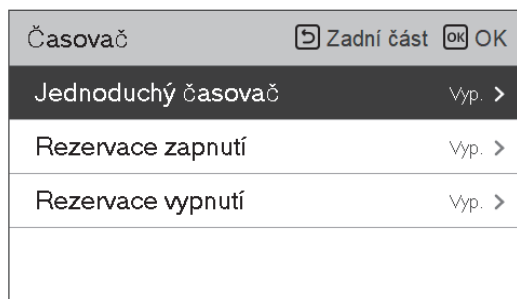 Časovač Zadní část OK OK
Jednoduchý časovač Vyp. >
Rezervace zapnutí Vyp. >
Rezervace vypnutí Vyp. >